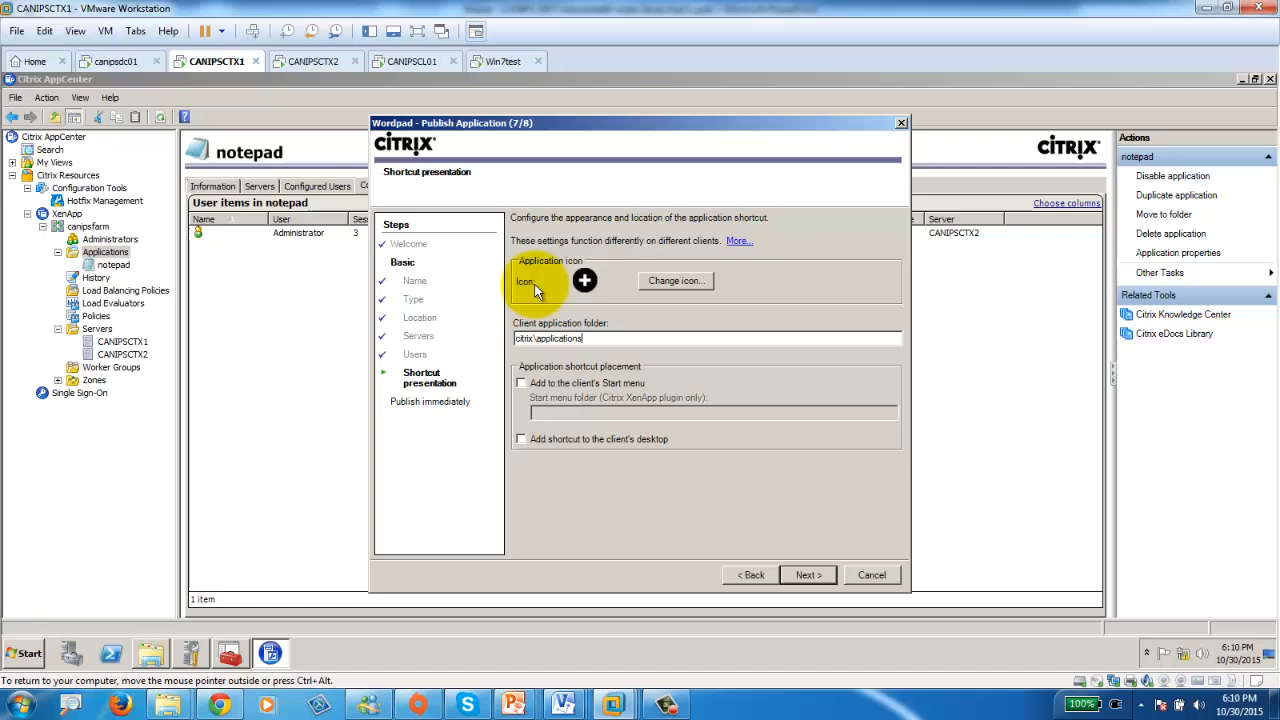 CANIPSCTX1 - VMware Workstation
File Edit View VM Tabs Help
Home canipsdc01 CANIPSCTX1 CANIPSCTX2 CANIPSCL01 Win7test
Citrix AppCenter
File Action View Help
Citrix AppCenter
Search
My Views
Citrix Resources
Configuration Tools
Hotfix Management
XenApp
canipsfarm
Administrators
Applications
notepad
History
Load Balancing Policies
Load Evaluators
Policies
Servers
CANIPSCTX1
CANIPSCTX2
Worker Groups
Zones
Single Sign-On
notepad
CITRIX
Information Servers Configured Users
User items in notepad
Choose columns
Name User Ses Server
Administrator 3 CANIPSCTX2
1 item
Wordpad - Publish Application (7/8)
CITRIX
Shortcut presentation
Steps
Welcome
Basic
Name
Type
Location
Servers
Users
Shortcut
presentation
Publish immediately
Configure the appearance and location of the application shortcut.
These settings function differently on different clients. More...
Application icon
Icon: Change icon...
Client application folder:
citrix\applications
Application shortcut placement
Add to the client's Start menu
Start menu folder (Citrix XenApp plugin only):
Add shortcut to the client's desktop
< Back Next > Cancel
Actions
notepad
Disable application
Duplicate application
Move to folder
Delete application
Application properties
Other Tasks
Related Tools
Citrix Knowledge Center
Citrix eDocs Library
Start
6:10 PM
10/30/2015
To return to your computer, move the mouse pointer outside or press Ctrl+Alt.
100%
6:10 PM
10/30/2015